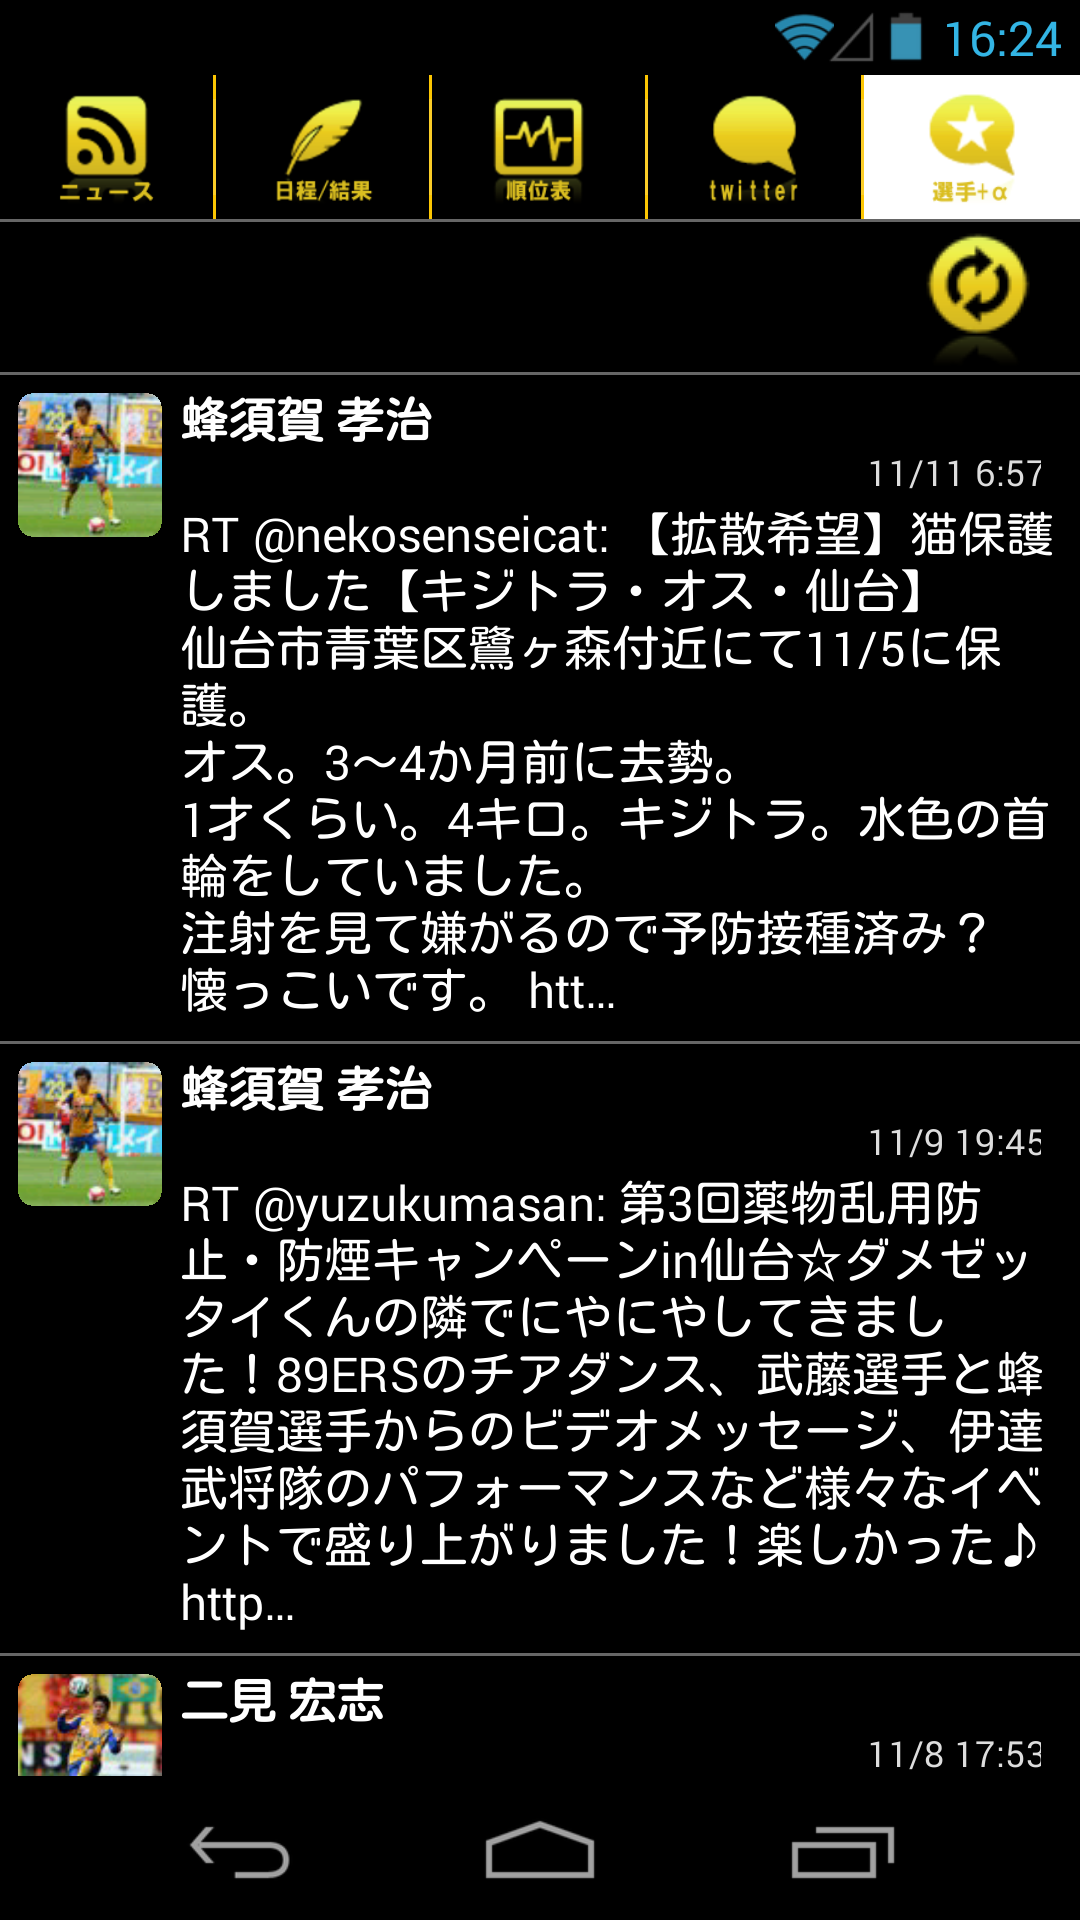 16:24
ニュース
日程/結果
順位表
twitter
選手+α
蜂須賀 孝治
11/11 6:57
RT @nekosenseicat: 【拡散希望】猫保護
しました【キジトラ・オス・仙台】
仙台市青葉区鷺ヶ森付近にて11/5に保
護。
オス。3〜4か月前に去勢。
1才くらい。4キロ。キジトラ。水色の首
輪をしていました。
注射を見て嫌がるので予防接種済み？
懐っこいです。 htt…
蜂須賀 孝治
11/9 19:45
RT @yuzukumasan: 第3回薬物乱用防
止・防煙キャンペーンin仙台☆ダメゼッ
タイくんの隣でにやにやしてきまし
た！89ERSのチアダンス、武藤選手と蜂
須賀選手からのビデオメッセージ、伊達
武将隊のパフォーマンスなど様々なイベ
ントで盛り上がりました！楽しかった♪
http…
二見 宏志
11/8 17:53